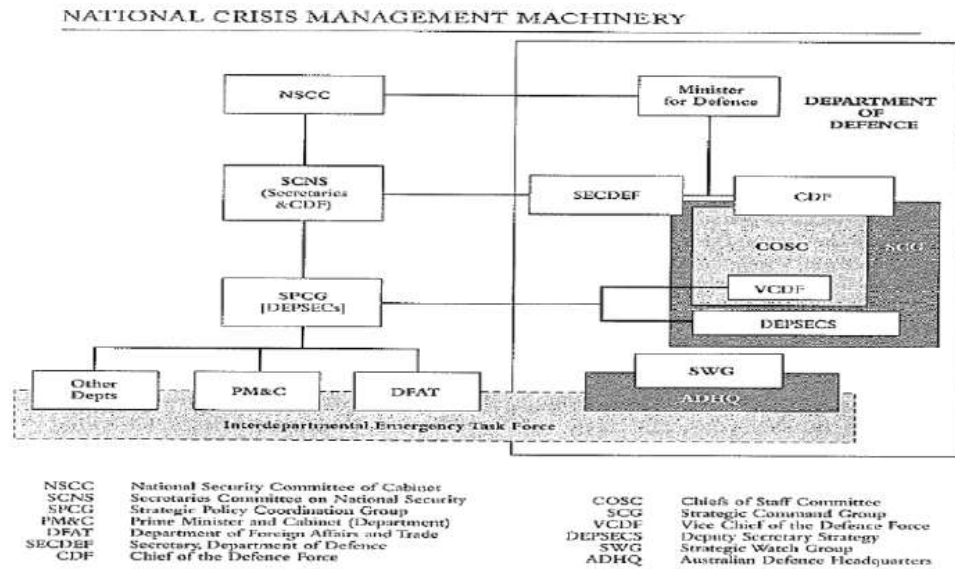 NATIONAL CRISIS MANAGEMENT MACHINERY
NSCC
Minister
for Defence
DEPARTMENT
OF
DEFENCE
SCNS
(Secretaries
&CDF)
SECDEF
CDF
COSC
SCG
SPCG
[DEPSECs]
VCDF
DEPSECS
Other
Depts
PM&C
DFAT
SWG
ADHQ
Interdepartmental Emergency Task Force
NSCC National Security Committee of Cabinet
SCNS Secretaries Committee on National Security
SPCG Strategic Policy Coordination Group
PM&C Prime Minister and Cabinet (Department)
DFAT Department of Foreign Affairs and Trade
SECDEF Secretary, Department of Defence
CDF Chief of the Defence Force
COSC Chiefs of Staff Committee
SCG Strategic Command Group
VCDF Vice Chief of the Defence Force
DEPSECS Deputy Secretary Strategy
SWG Strategic Watch Group
ADHQ Australian Defence Headquarters